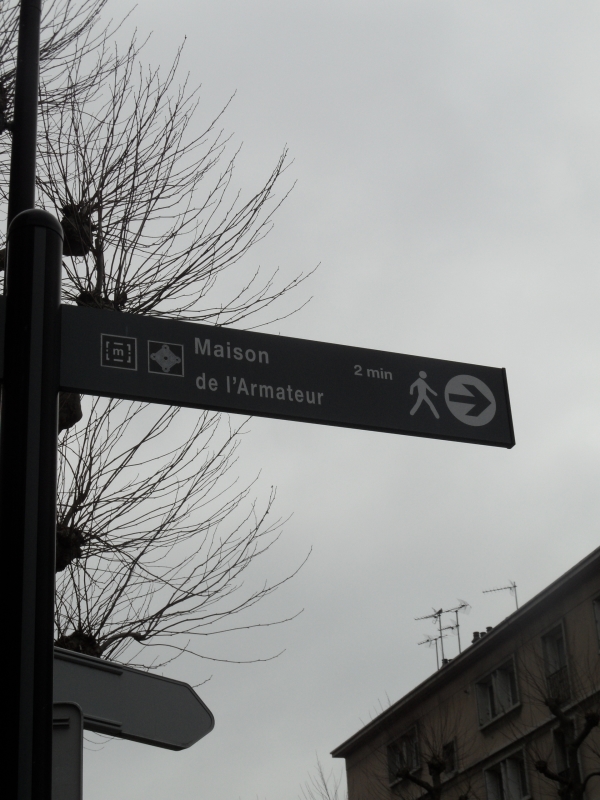 m
Maison
de l'Armateur
2 min